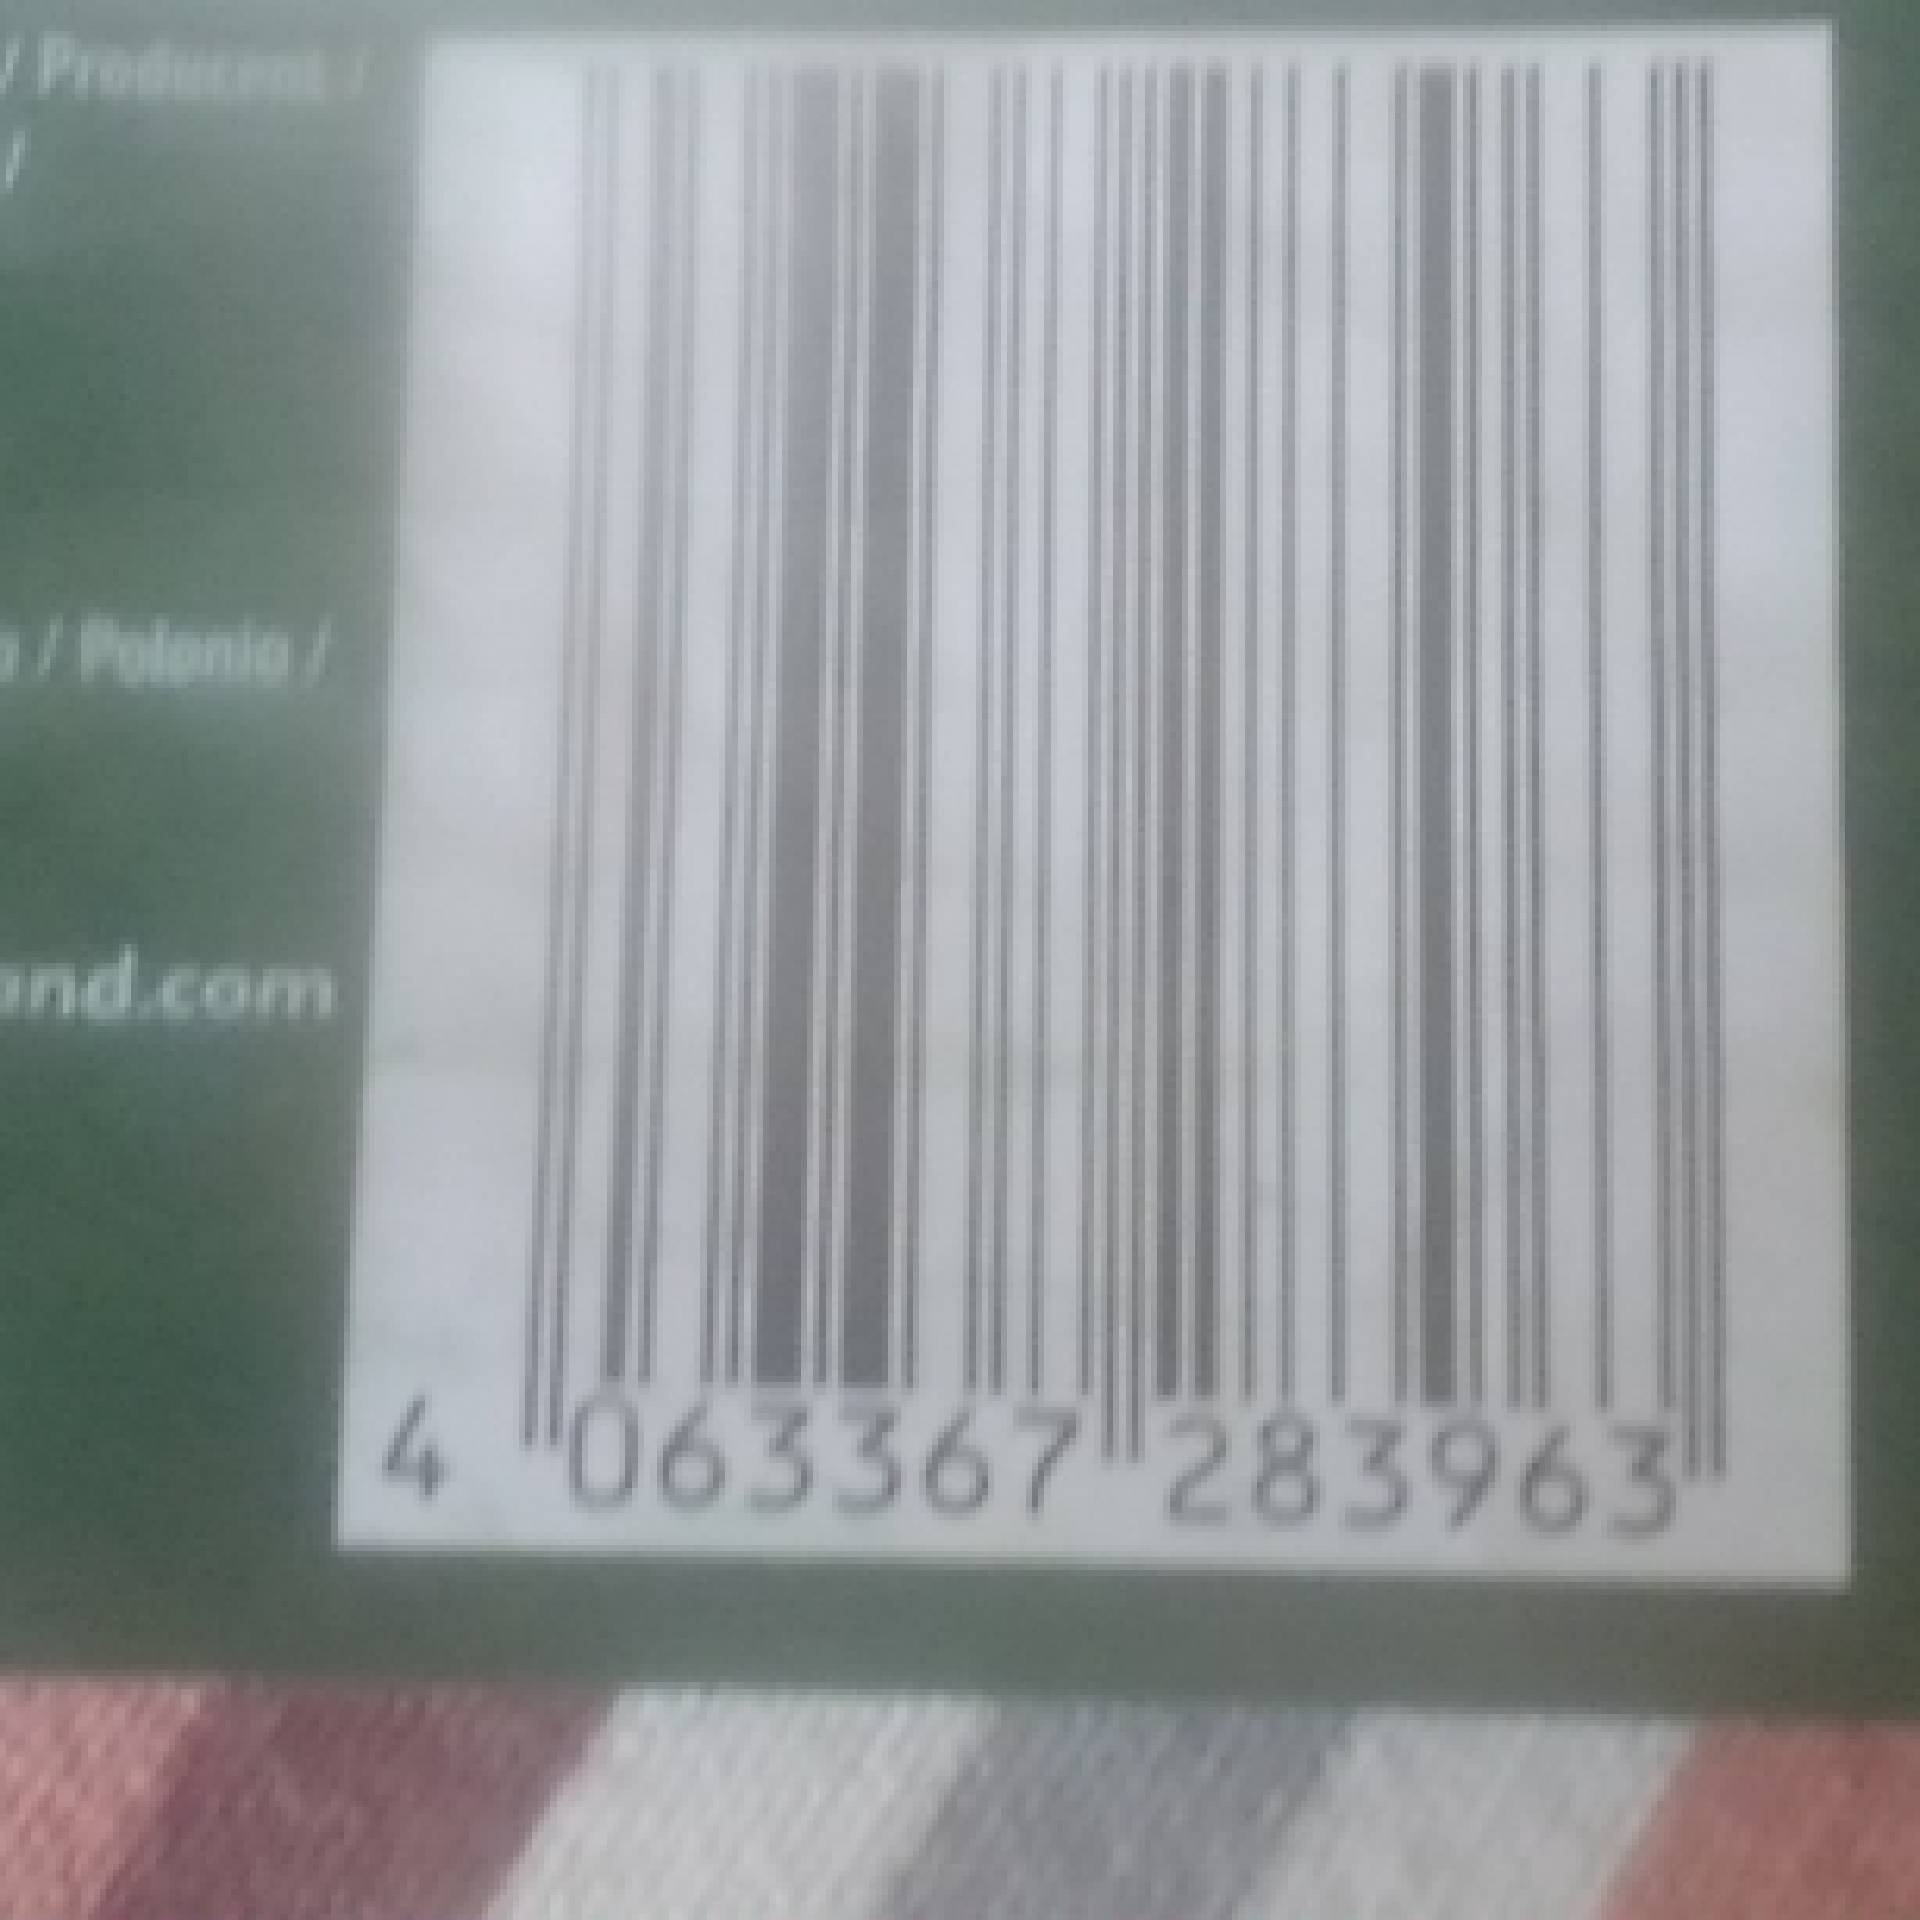 / Producent /
/
/ Polonia /
ond.com
4 063367 283963